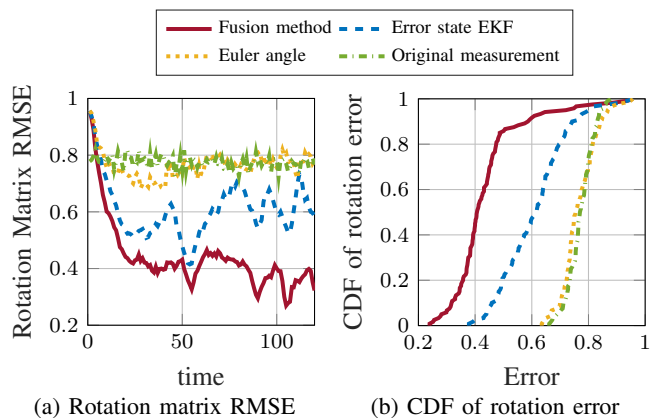 Fusion method Error state EKF
Euler angle Original measurement
Rotation Matrix RMSE
1
0.8
0.6
0.4
0.2
0 50 100
time
(a) Rotation matrix RMSE
CDF of rotation error
1
0.8
0.6
0.4
0.2
0
0.2 0.4 0.6 0.8 1
Error
(b) CDF of rotation error